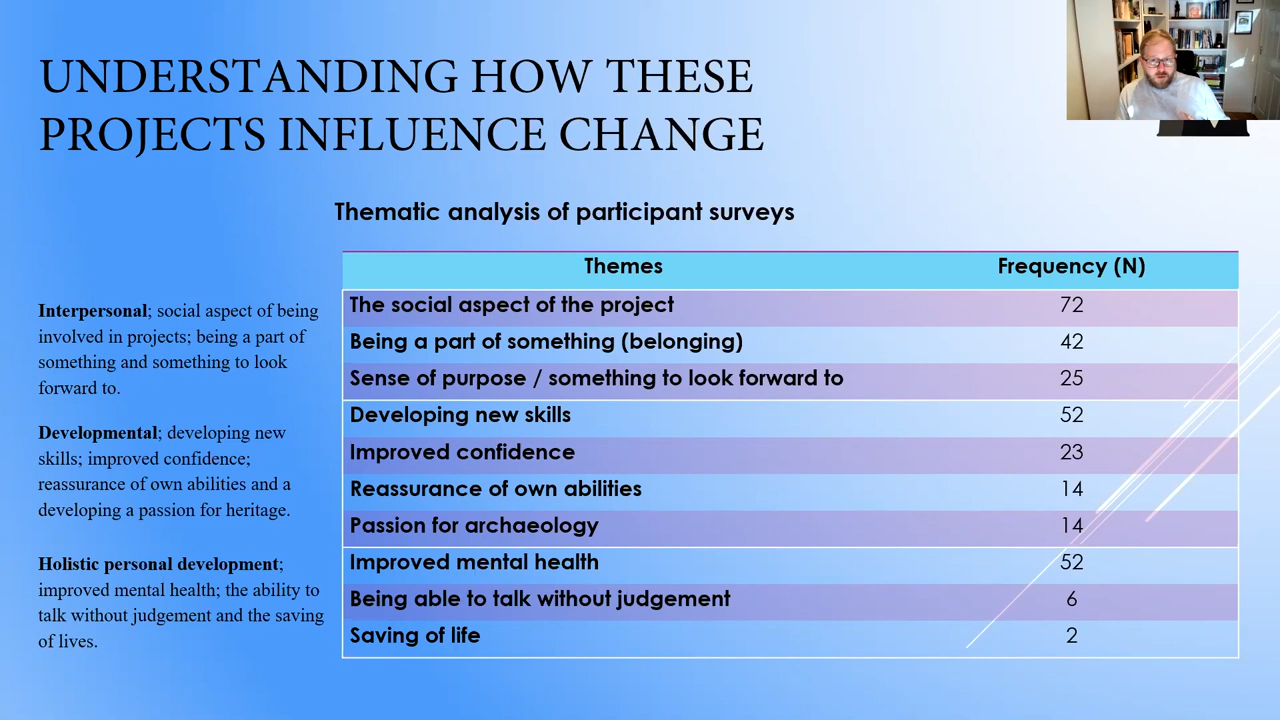 UNDERSTANDING HOW THESE
PROJECTS INFLUENCE CHANGE
Thematic analysis of participant surveys
Interpersonal; social aspect of being
involved in projects; being a part of
something and something to look
forward to.
Developmental; developing new
skills; improved confidence;
reassurance of own abilities and a
developing a passion for heritage.
Holistic personal development;
improved mental health; the ability to
talk without judgement and the saving
of lives.
Themes Frequency (N)
The social aspect of the project 72
Being a part of something (belonging) 42
Sense of purpose / something to look forward to 25
Developing new skills 52
Improved confidence 23
Reassurance of own abilities 14
Passion for archaeology 14
Improved mental health 52
Being able to talk without judgement 6
Saving of life 2